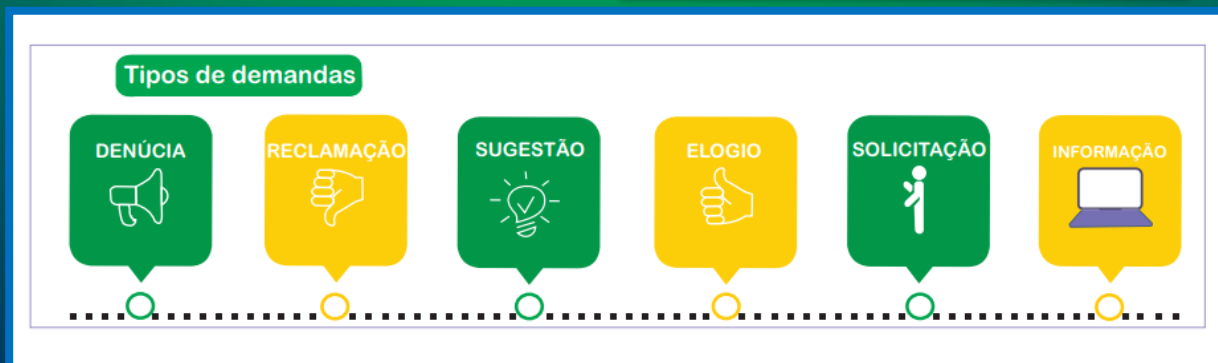 Tipos de demandas
DENÚCIA
RECLAMAÇÃO
SUGESTÃO
ELOGIO
SOLICITAÇÃO
INFORMAÇÃO